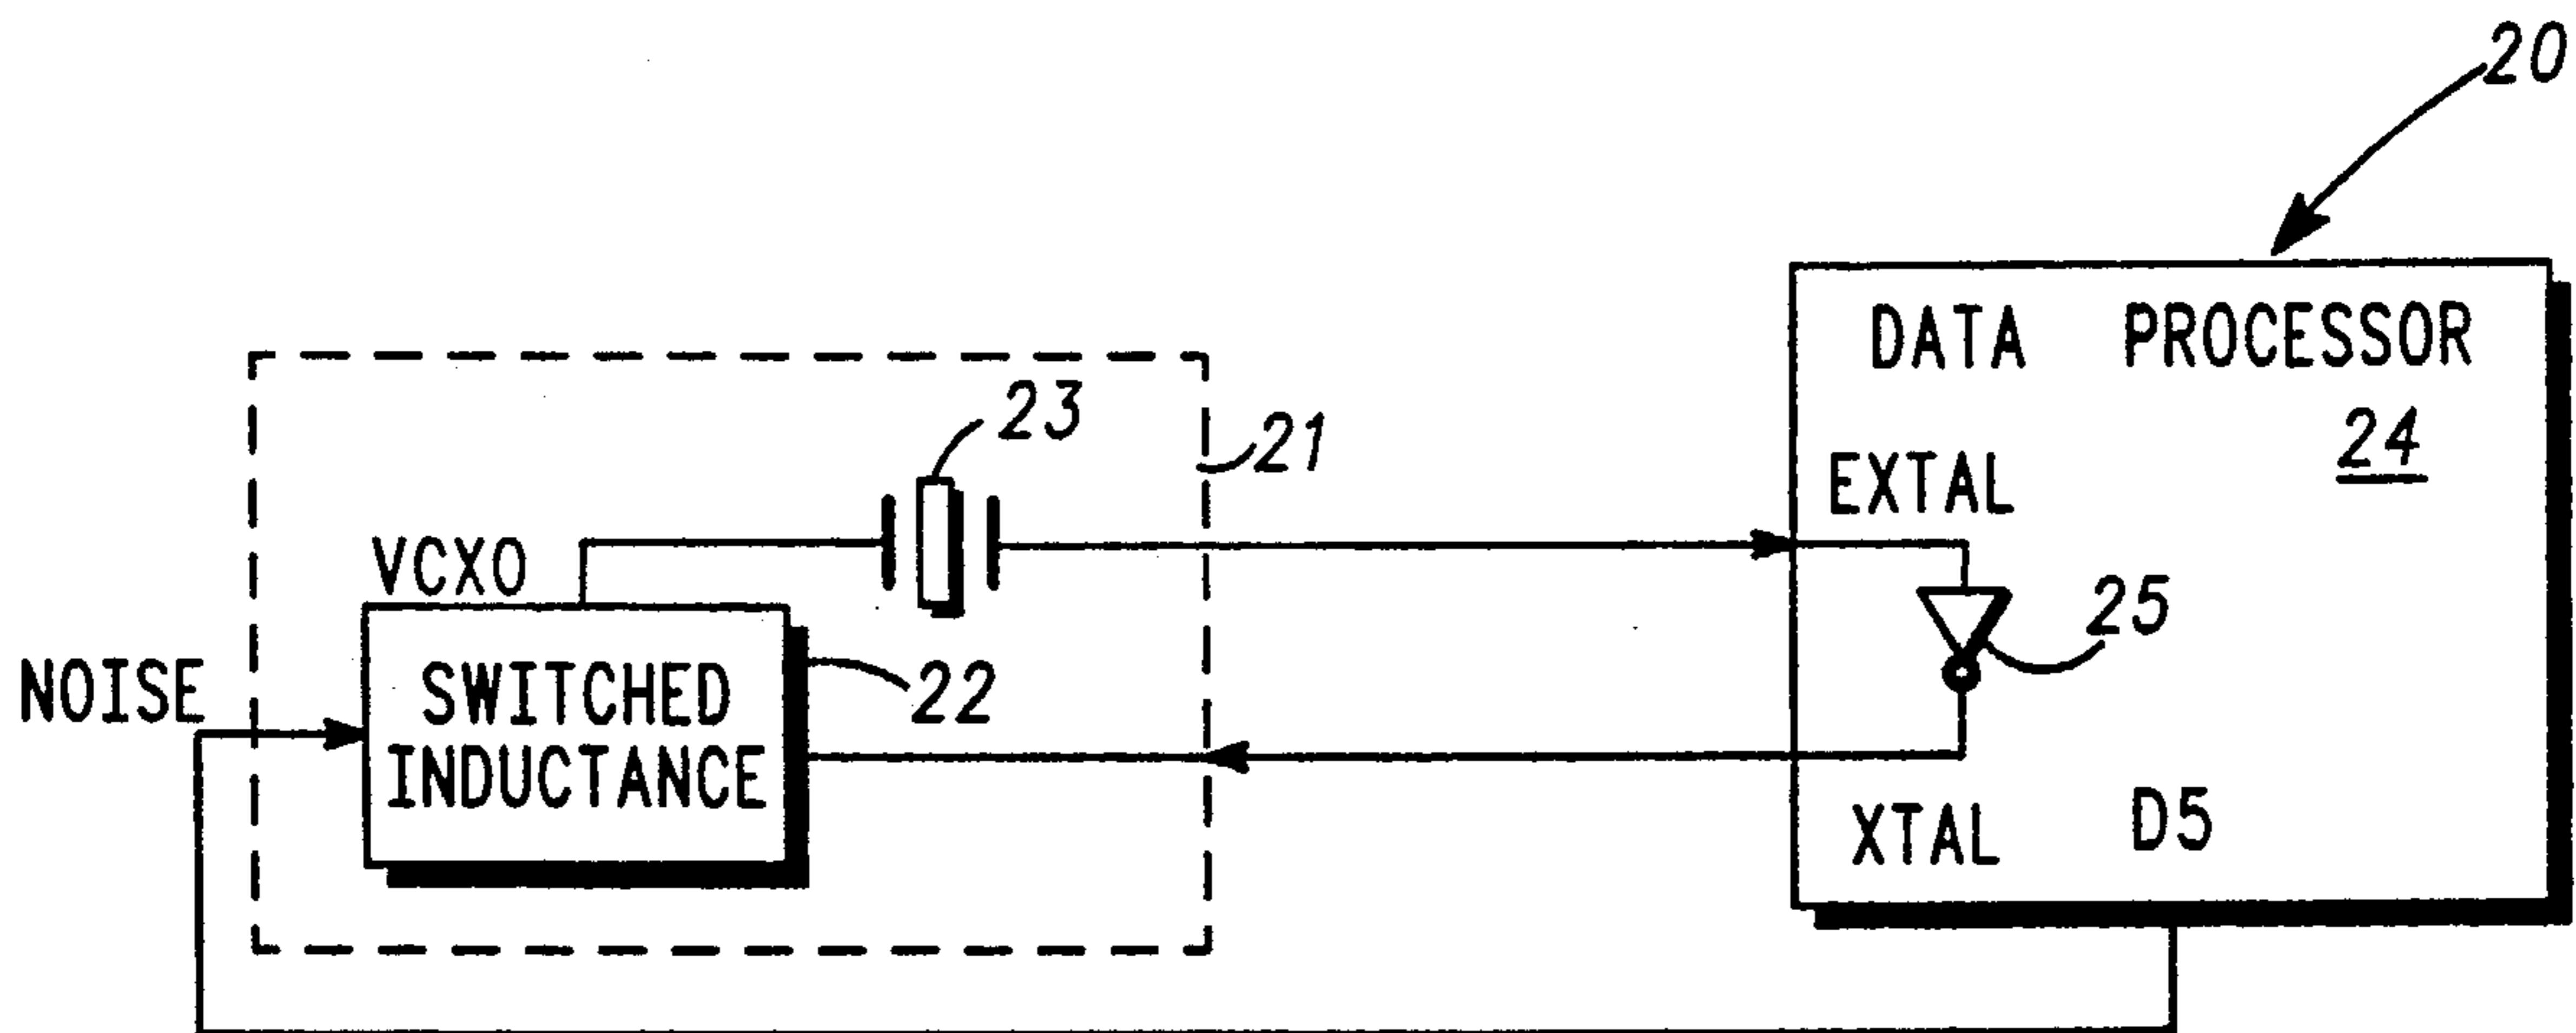 20
DATA PROCESSOR
24
23
21
EXTAL
VCXO
25
NOISE
SWITCHED
INDUCTANCE
22
XTAL
D5